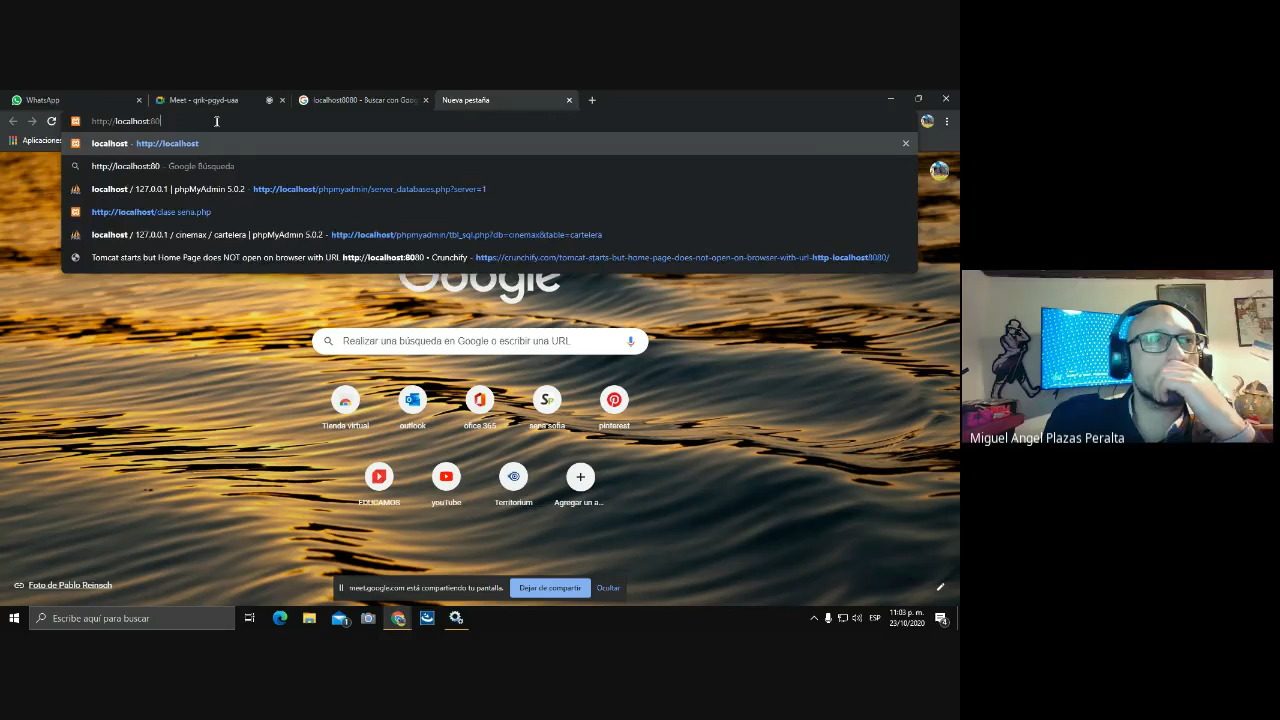 WhatsApp
Meet - qnk-pgyd-uaa
localhost8080 - Buscar con Goog
Nueva pestaña
http://localhost:80
Aplicaciones
localhost - http://localhost
http://localhost:80 - Google Búsqueda
localhost / 127.0.0.1 | phpMyAdmin 5.0.2 - http://localhost/phpmyadmin/server_databases.php?server=1
http://localhost/clase sena.php
localhost / 127.0.0.1 / cinemax / cartelera | phpMyAdmin 5.0.2 - http://localhost/phpmyadmin/tbl_sql.php?db=cinemax&table=cartelera
Tomcat starts but Home Page does NOT open on browser with URL http://localhost:8080 • Crunchify - https://crunchify.com/tomcat-starts-but-home-page-does-not-open-on-browser-with-url-http-localhost8080/
Google
Realizar una búsqueda en Google o escribir una URL
Tienda virtual
outlook
ofice 365
sena sofia
pinterest
EDUCAMOS
youTube
Territorium
Agregar un a...
Foto de Pablo Reinsch
meet.google.com está compartiendo tu pantalla.
Dejar de compartir
Ocultar
Escribe aquí para buscar
ESP
11:03 p. m.
23/10/2020
Miguel Ángel Plazas Peralta